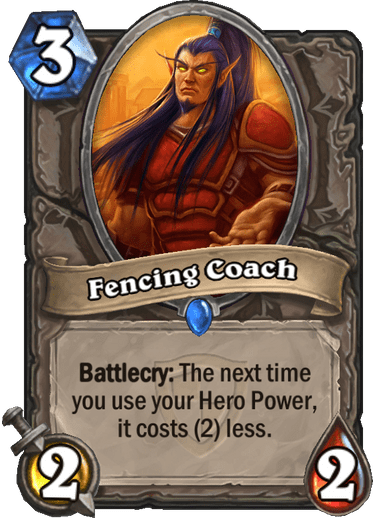 3
Fencing Coach
Battlecry: The next time
you use your Hero Power,
it costs (2) less.
2
2